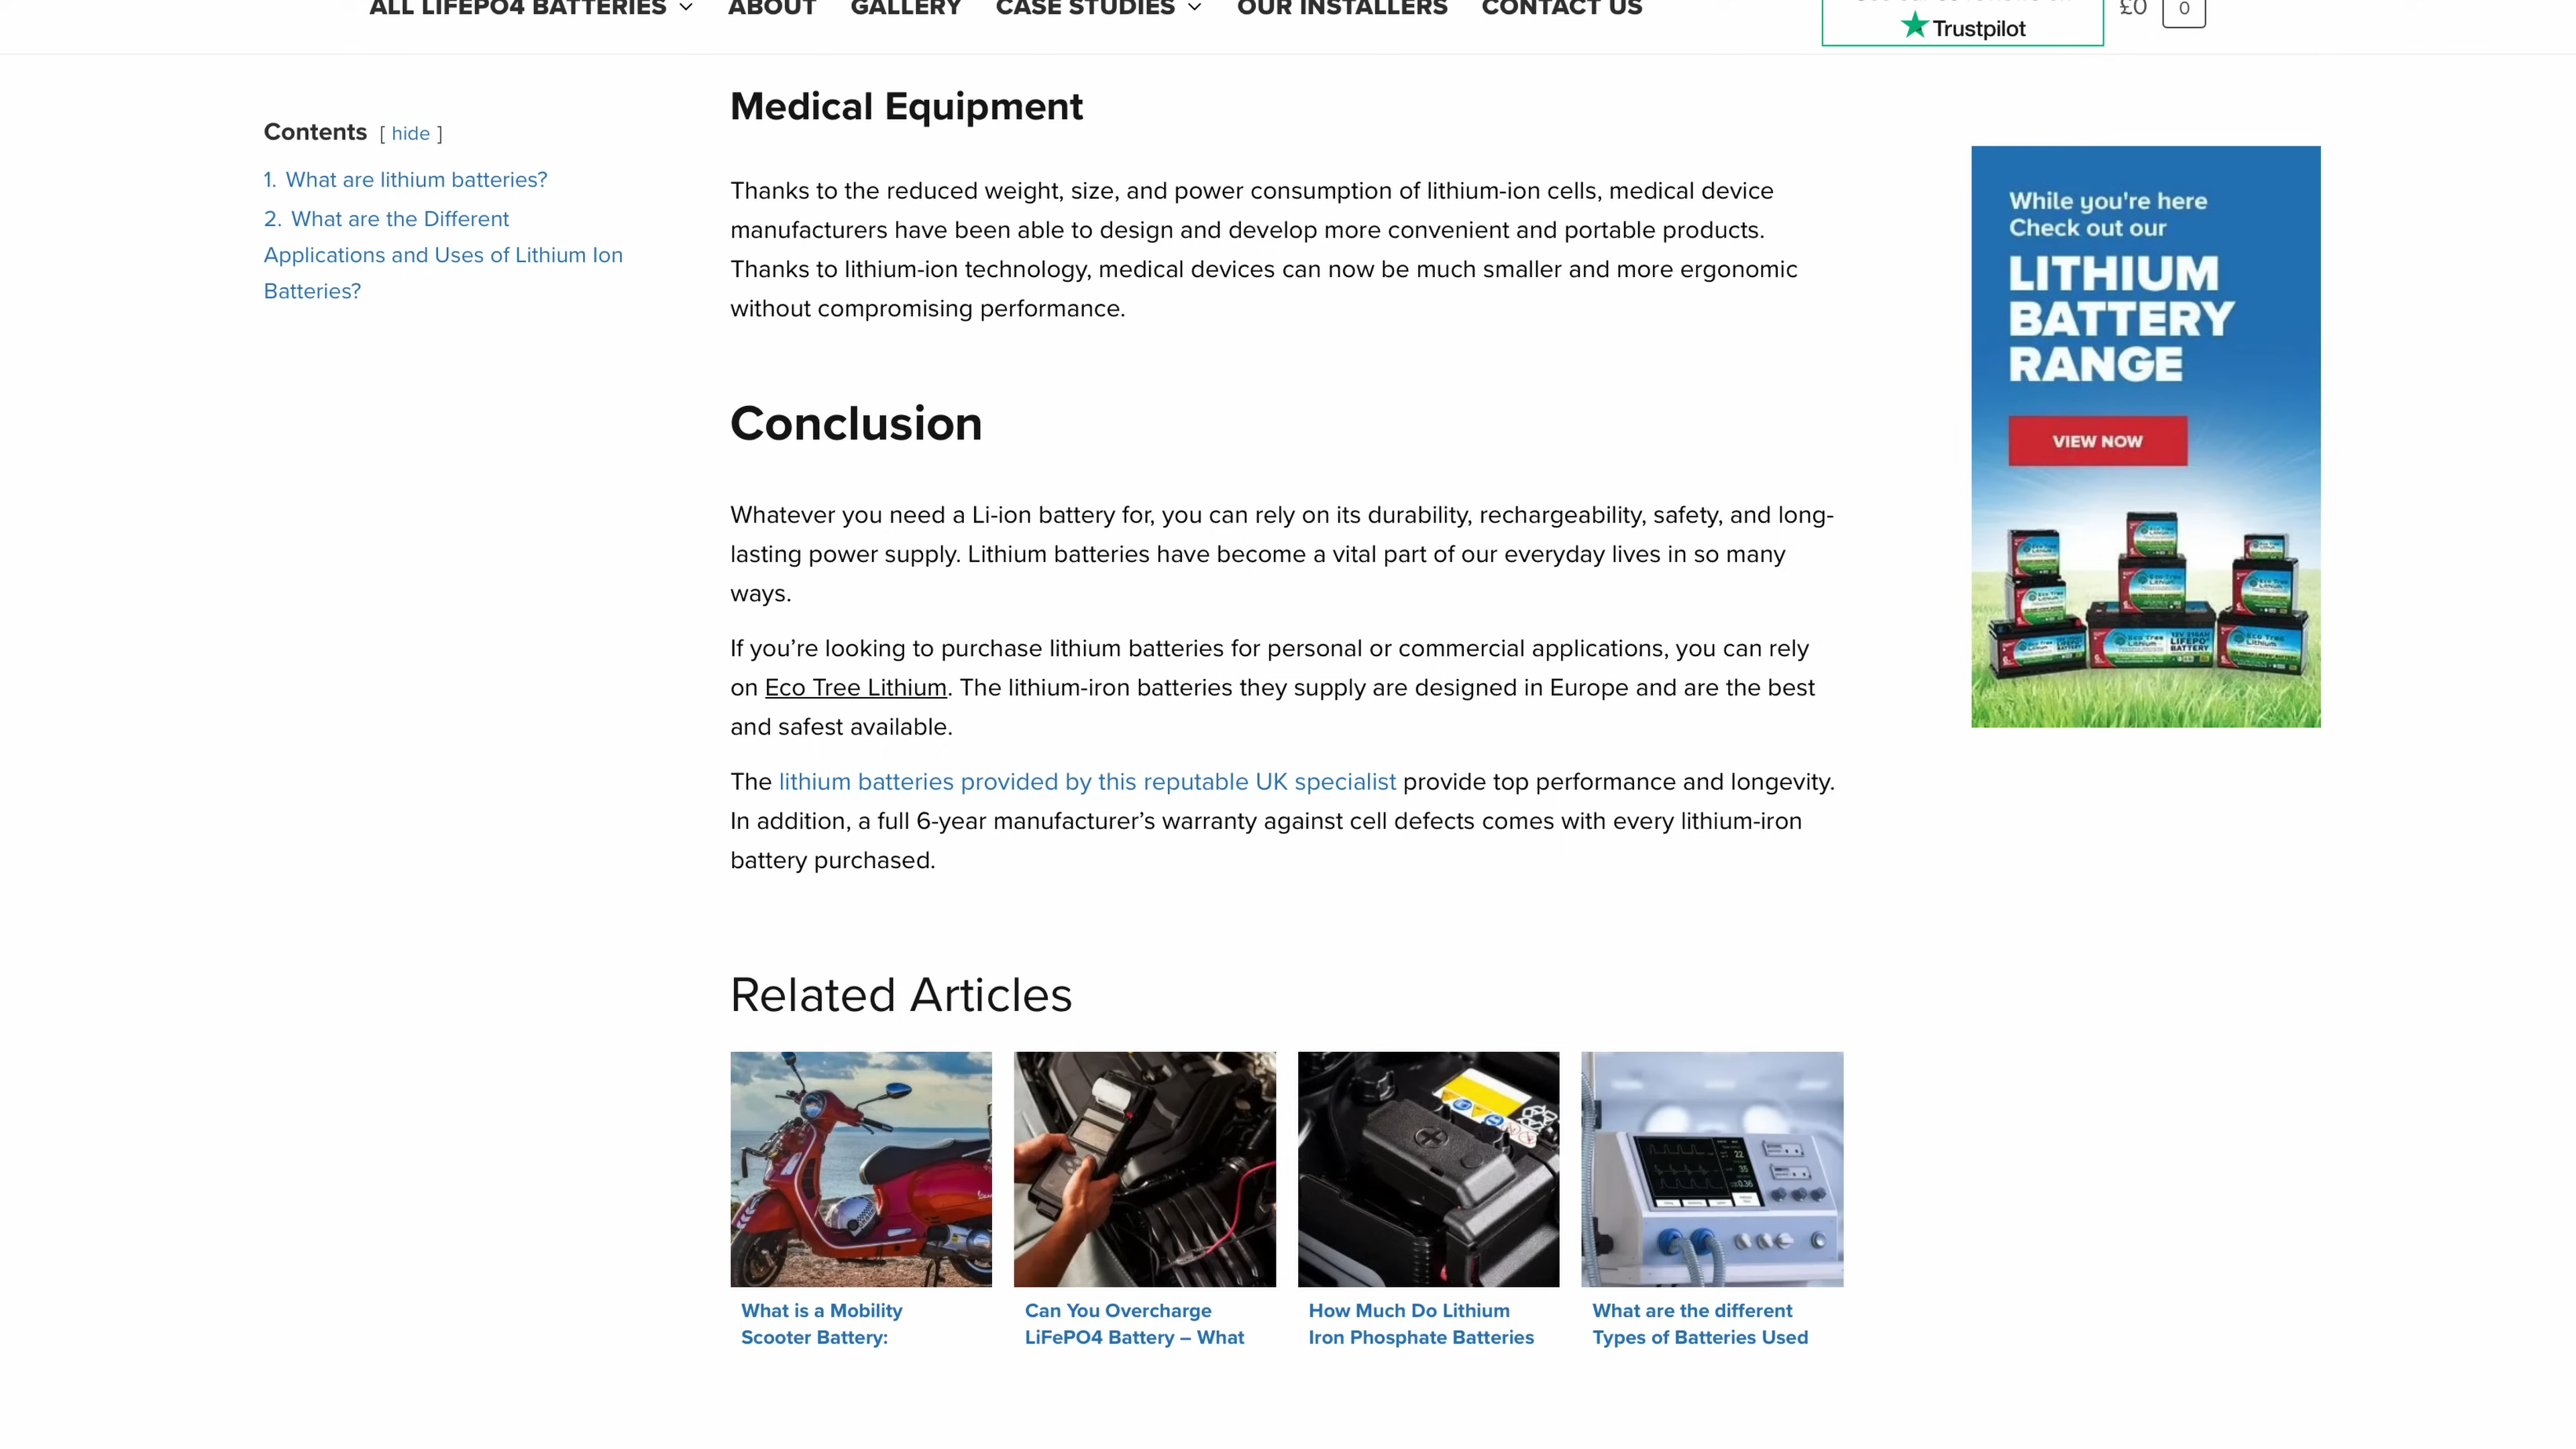 ALL LIFEPO4 BATTERIES
ABOUT
GALLERY
CASE STUDIES
OUR INSTALLERS
CONTACT US
Trustpilot
£0
0
Contents [ hide ]
1. What are lithium batteries?
2. What are the Different
Applications and Uses of Lithium Ion
Batteries?
Medical Equipment
Thanks to the reduced weight, size, and power consumption of lithium-ion cells, medical device
manufacturers have been able to design and develop more convenient and portable products.
Thanks to lithium-ion technology, medical devices can now be much smaller and more ergonomic
without compromising performance.
Conclusion
Whatever you need a Li-ion battery for, you can rely on its durability, rechargeability, safety, and long-
lasting power supply. Lithium batteries have become a vital part of our everyday lives in so many
ways.
If you’re looking to purchase lithium batteries for personal or commercial applications, you can rely
on Eco Tree Lithium. The lithium-iron batteries they supply are designed in Europe and are the best
and safest available.
The lithium batteries provided by this reputable UK specialist provide top performance and longevity.
In addition, a full 6-year manufacturer’s warranty against cell defects comes with every lithium-iron
battery purchased.
While you're here
Check out our
LITHIUM
BATTERY
RANGE
VIEW NOW
Related Articles
What is a Mobility
Scooter Battery:
Can You Overcharge
LiFePO4 Battery – What
How Much Do Lithium
Iron Phosphate Batteries
What are the different
Types of Batteries Used